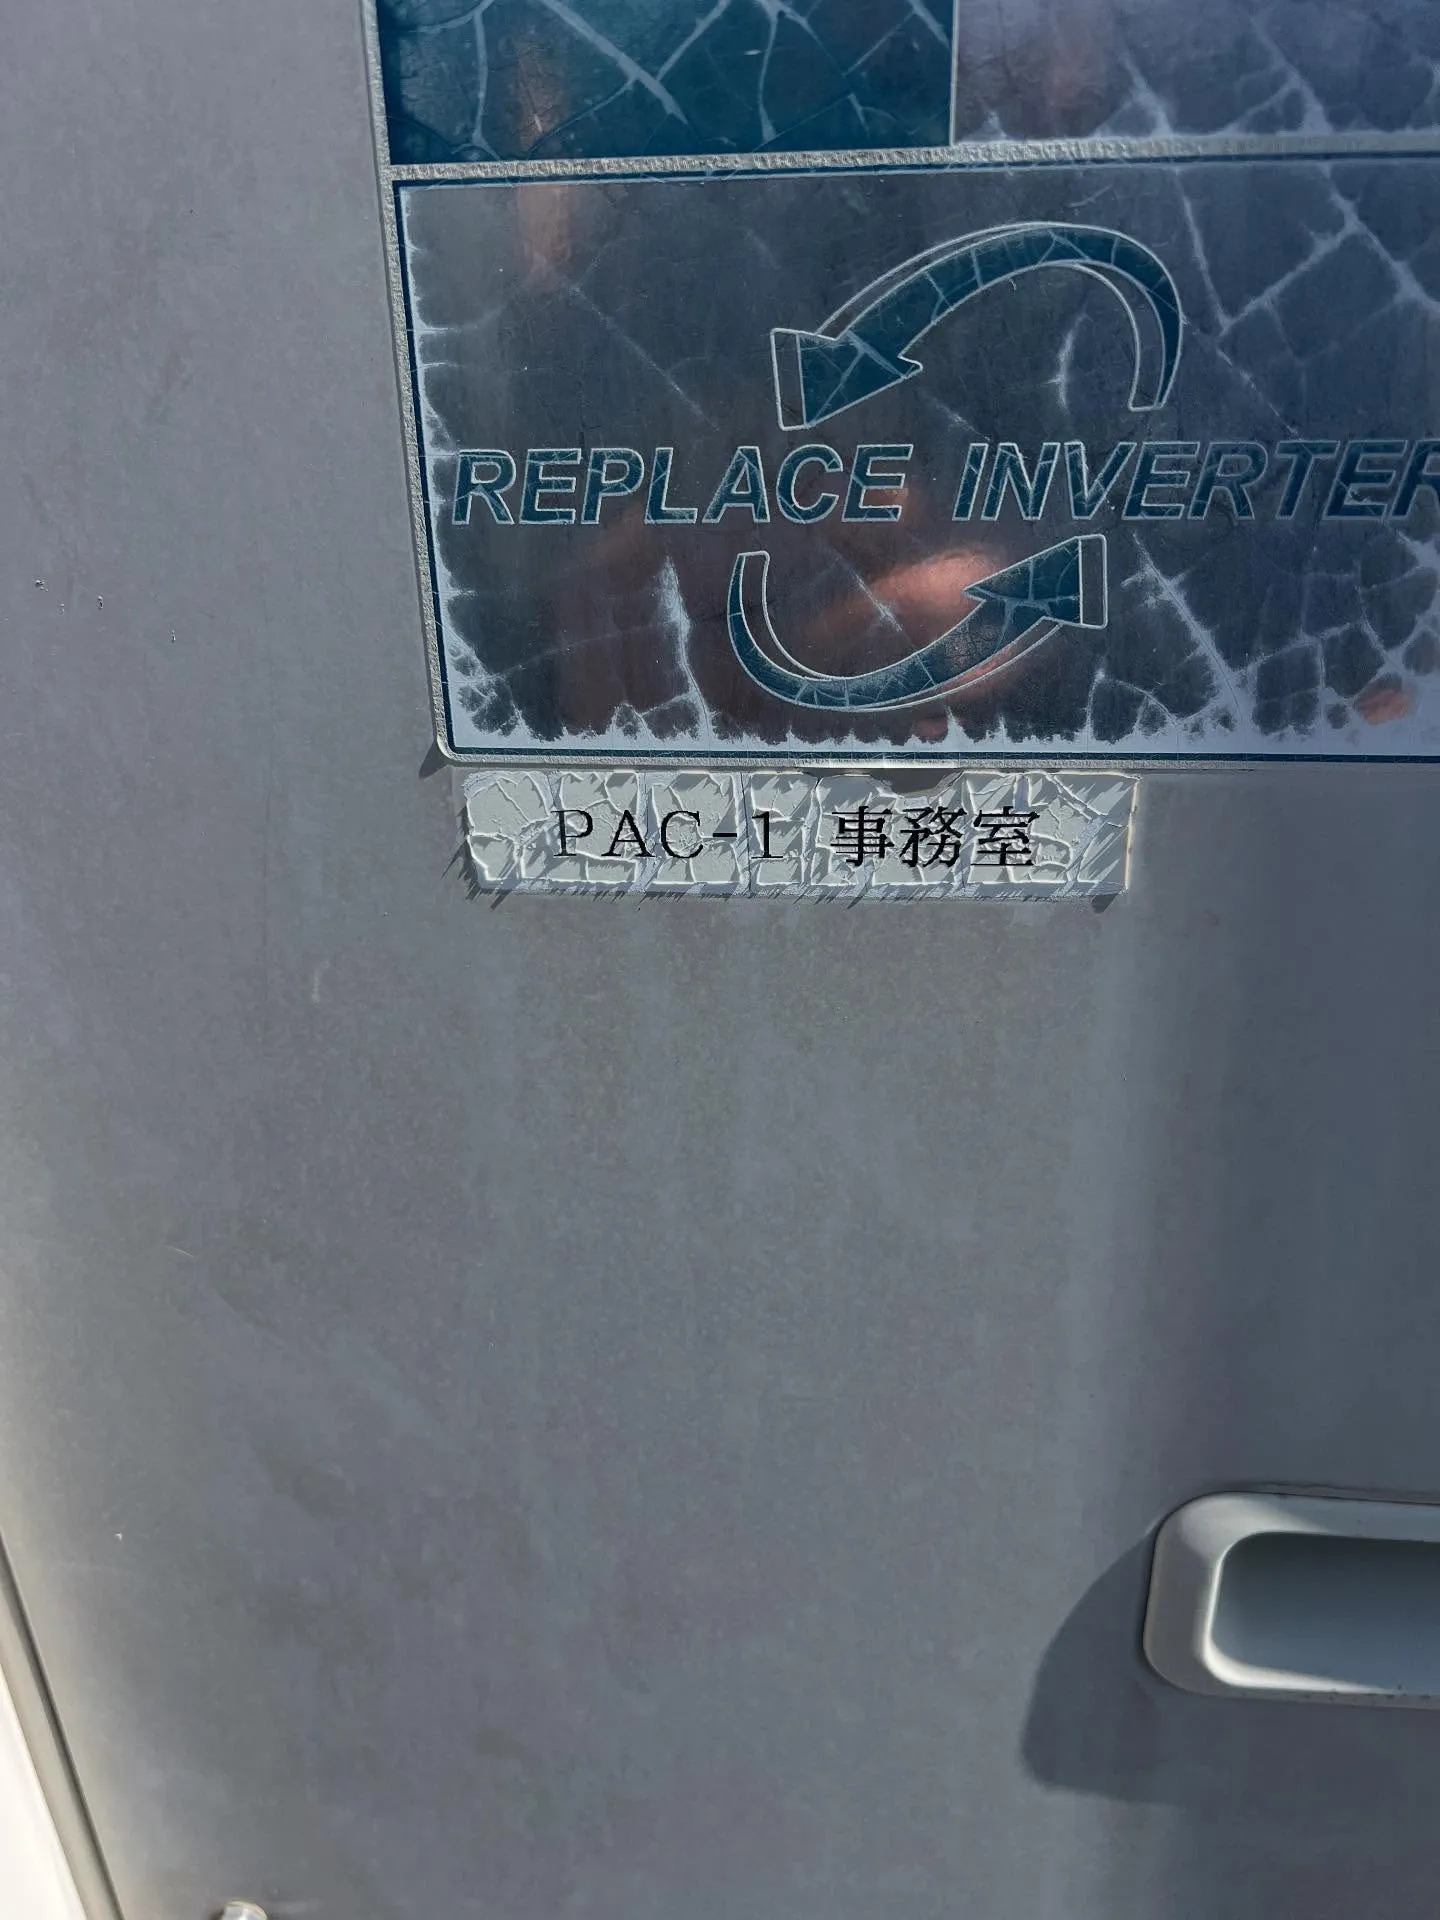 REPLACE INVERTER
PAC-1 事務室